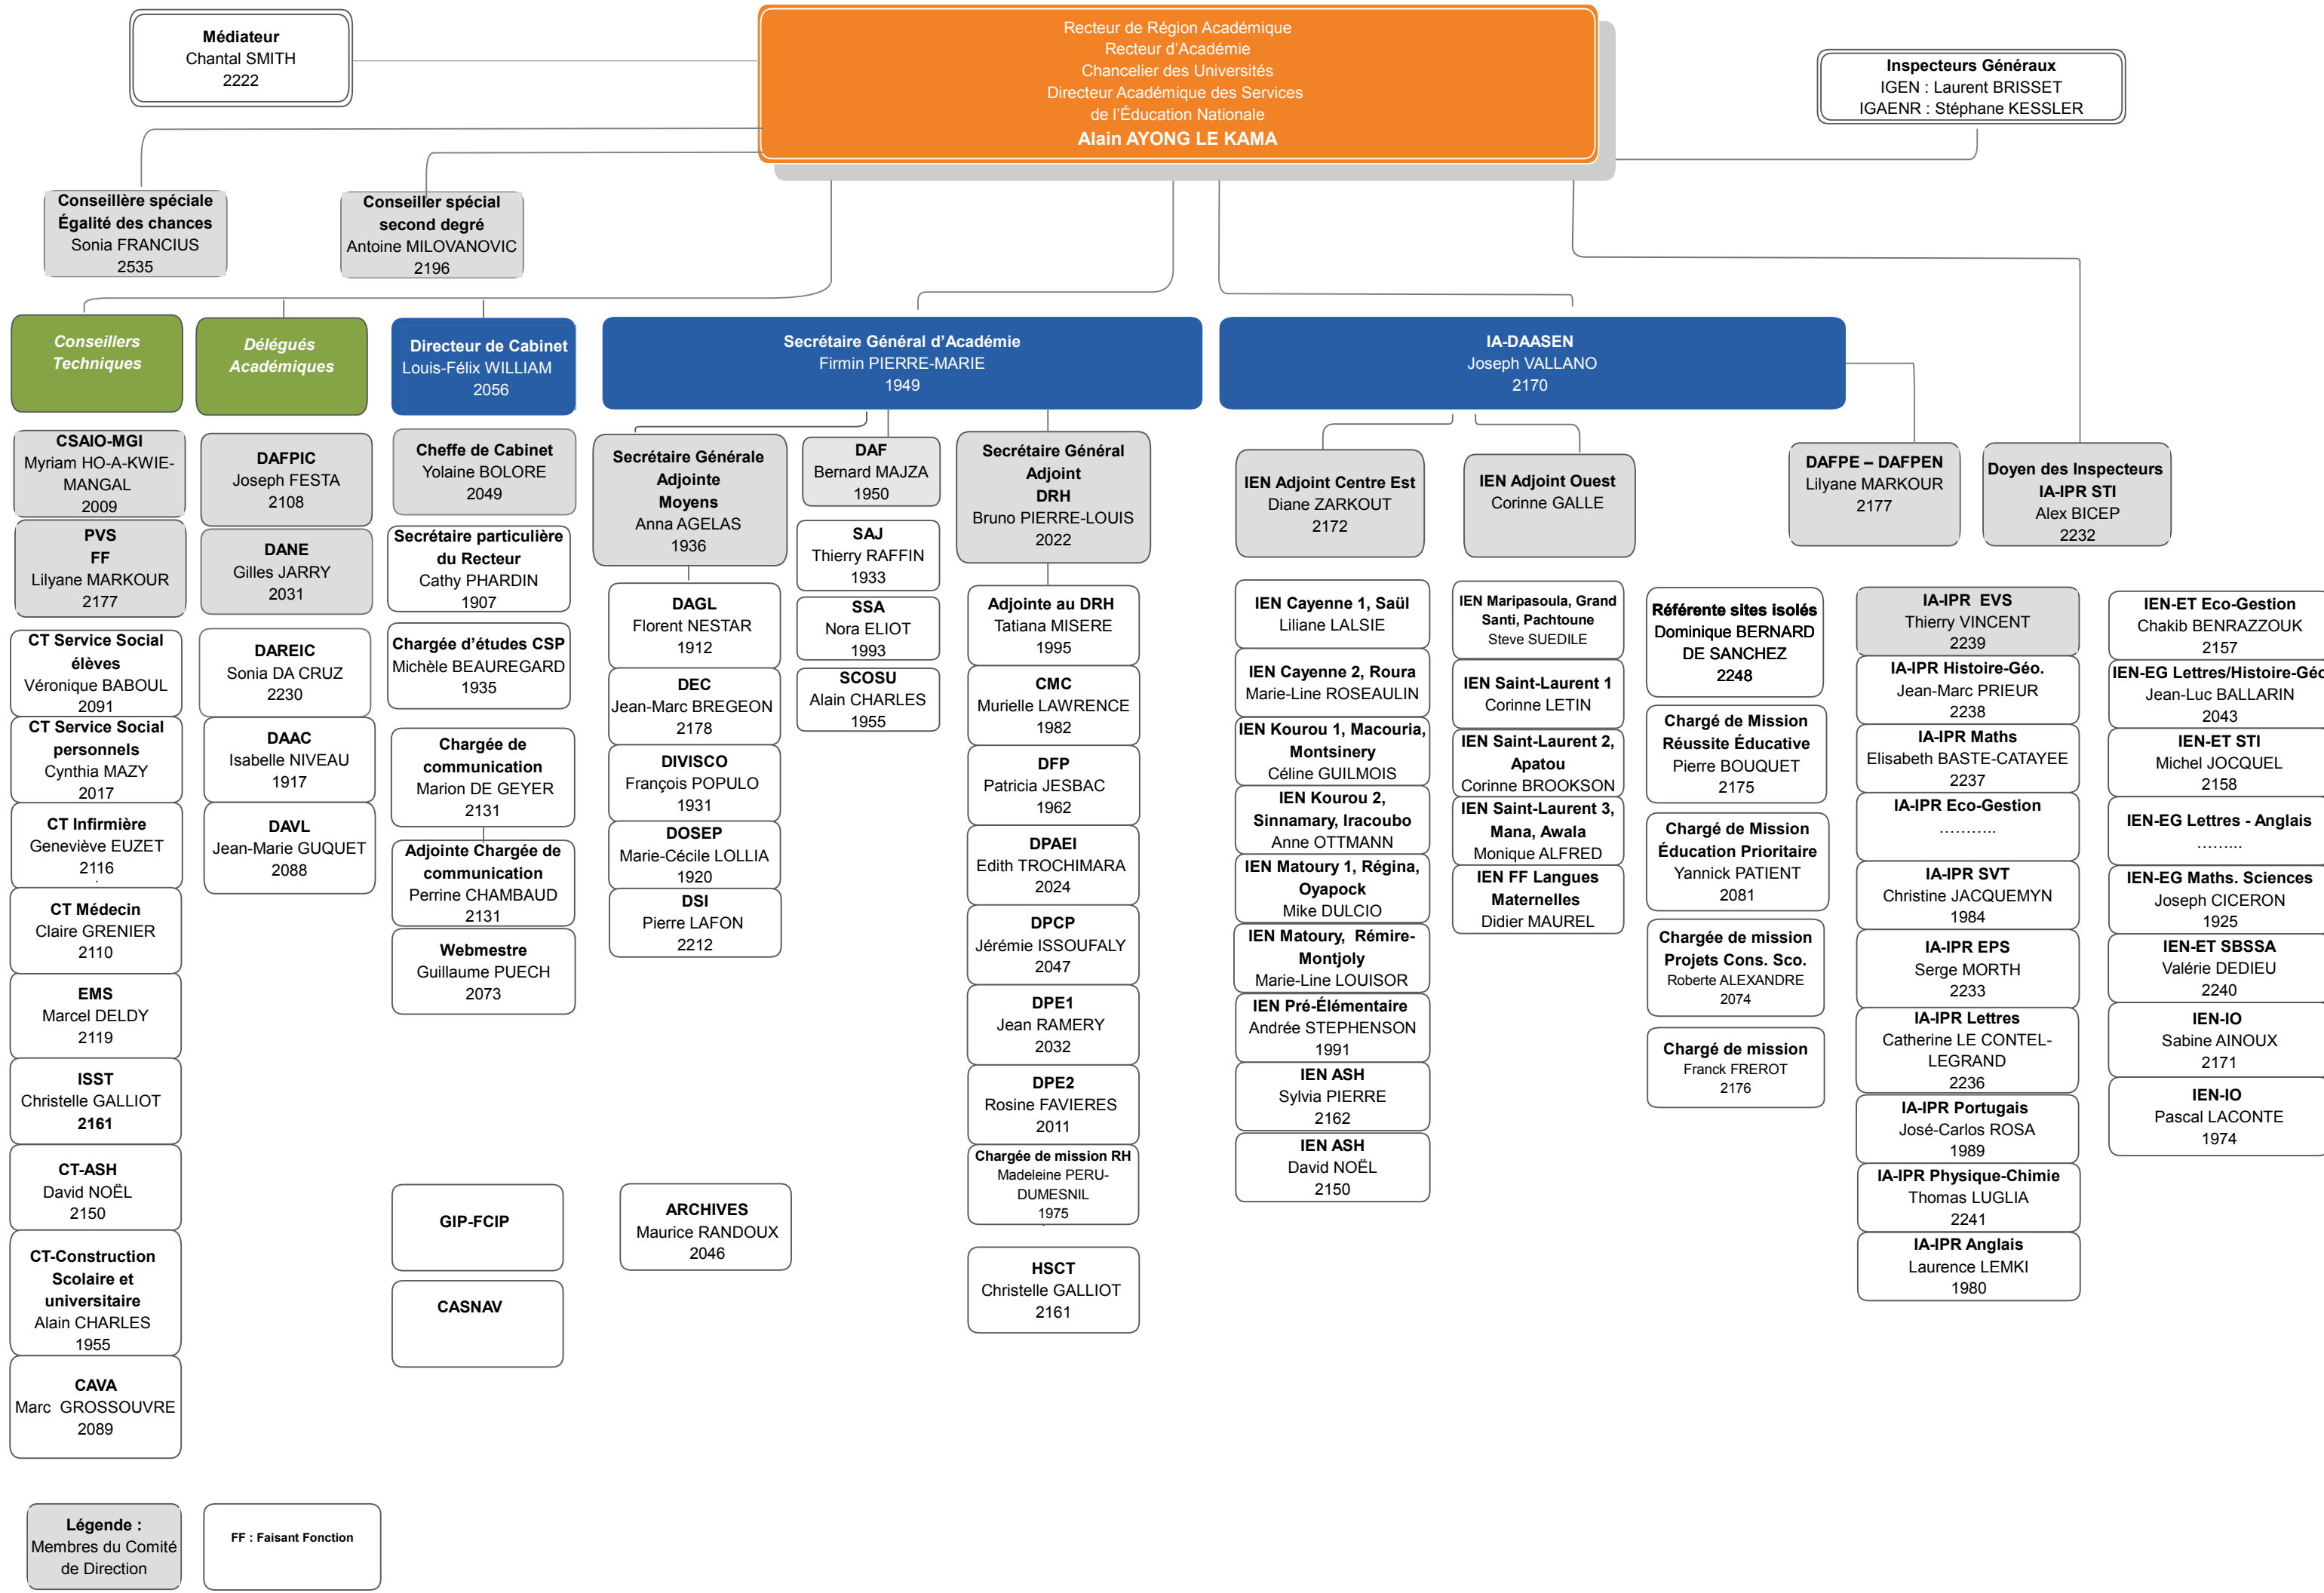 Médiateur
Chantal SMITH
2222
Recteur de Région Académique
Recteur d'Académie
Chancelier des Universités
Directeur Académique des Services
de l'Éducation Nationale
Alain AYONG LE KAMA
Inspecteurs Généraux
IGEN : Laurent BRISSET
IGAENR : Stéphane KESSLER
Conseillère spéciale
Égalité des chances
Sonia FRANCIUS
2535
Conseiller spécial
second degré
Antoine MILOVANOVIC
2196
Conseillers
Techniques
Délégués
Académiques
Directeur de Cabinet
Louis-Félix WILLIAM
2056
Secrétaire Général d'Académie
Firmin PIERRE-MARIE
1949
IA-DAASEN
Joseph VALLANO
2170
CSAIO-MGI
Myriam HO-A-KWIE-
MANGAL
2009
PVS
FF
Lilyane MARKOUR
2177
CT Service Social
élèves
Véronique BABOUL
2091
CT Service Social
personnels
Cynthia MAZY
2017
CT Infirmière
Geneviève EUZET
2116
.
CT Médecin
Claire GRENIER
2110
EMS
Marcel DELDY
2119
ISST
Christelle GALLIOT
2161
CT-ASH
David NOËL
2150
CT-Construction
Scolaire et
universitaire
Alain CHARLES
1955
CAVA
Marc  GROSSOUVRE
2089
DAFPIC
Joseph FESTA
2108
DANE
Gilles JARRY
2031
DAREIC
Sonia DA CRUZ
2230
DAAC
Isabelle NIVEAU
1917
DAVL
Jean-Marie GUQUET
2088
Cheffe de Cabinet
Yolaine BOLORE
2049
Secrétaire particulière
du Recteur
Cathy PHARDIN
1907
Chargée d'études CSP
Michèle BEAUREGARD
1935
Chargée de
communication
Marion DE GEYER
2131
Adjointe Chargée de
communication
Perrine CHAMBAUD
2131
Webmestre
Guillaume PUECH
2073
GIP-FCIP
CASNAV
Secrétaire Générale
Adjointe
Moyens
Anna AGELAS
1936
DAGL
Florent NESTAR
1912
DEC
Jean-Marc BREGEON
2178
DIVISCO
François POPULO
1931
DOSEP
Marie-Cécile LOLLIA
1920
DSI
Pierre LAFON
2212
ARCHIVES
Maurice RANDOUX
2046
DAF
Bernard MAJZA
1950
SAJ
Thierry RAFFIN
1933
SSA
Nora ELIOT
1993
SCOSU
Alain CHARLES
1955
Secrétaire Général
Adjoint
DRH
Bruno PIERRE-LOUIS
2022
Adjointe au DRH
Tatiana MISERE
1995
CMC
Murielle LAWRENCE
1982
DFP
Patricia JESBAC
1962
DPAEI
Edith TROCHIMARA
2024
DPCP
Jérémie ISSOUFALY
2047
DPE1
Jean RAMERY
2032
DPE2
Rosine FAVIERES
2011
Chargée de mission RH
Madeleine PERU-
DUMESNIL
1975
HSCT
Christelle GALLIOT
2161
IEN Adjoint Centre Est
Diane ZARKOUT
2172
IEN Cayenne 1, Saül
Liliane LALSIE
IEN Cayenne 2, Roura
Marie-Line ROSEAULIN
IEN Kourou 1, Macouria,
Montsinery
Céline GUILMOIS
IEN Kourou 2,
Sinnamary, Iracoubo
Anne OTTMANN
IEN Matoury 1, Régina,
Oyapock
Mike DULCIO
IEN Matoury,  Rémire-
Montjoly
Marie-Line LOUISOR
IEN Pré-Élémentaire
Andrée STEPHENSON
1991
IEN ASH
Sylvia PIERRE
2162
IEN ASH
David NOËL
2150
IEN Adjoint Ouest
Corinne GALLE
IEN Maripasoula, Grand
Santi, Pachtoune
Steve SUEDILE
IEN Saint-Laurent 1
Corinne LETIN
IEN Saint-Laurent 2,
Apatou
Corinne BROOKSON
IEN Saint-Laurent 3,
Mana, Awala
Monique ALFRED
IEN FF Langues
Maternelles
Didier MAUREL
Référente sites isolés
Dominique BERNARD
DE SANCHEZ
2248
Chargé de Mission
Réussite Éducative
Pierre BOUQUET
2175
Chargé de Mission
Éducation Prioritaire
Yannick PATIENT
2081
Chargée de mission
Projets Cons. Sco.
Roberte ALEXANDRE
2074
Chargé de mission
Franck FREROT
2176
DAFPE – DAFPEN
Lilyane MARKOUR
2177
Doyen des Inspecteurs
IA-IPR STI
Alex BICEP
2232
IA-IPR  EVS
Thierry VINCENT
2239
IA-IPR Histoire-Géo.
Jean-Marc PRIEUR
2238
IA-IPR Maths
Elisabeth BASTE-CATAYEE
2237
IA-IPR Eco-Gestion
………..
IA-IPR SVT
Christine JACQUEMYN
1984
IA-IPR EPS
Serge MORTH
2233
IA-IPR Lettres
Catherine LE CONTEL-
LEGRAND
2236
IA-IPR Portugais
José-Carlos ROSA
1989
IA-IPR Physique-Chimie
Thomas LUGLIA
2241
IA-IPR Anglais
Laurence LEMKI
1980
IEN-ET Eco-Gestion
Chakib BENRAZZOUK
2157
IEN-EG Lettres/Histoire-Géo
Jean-Luc BALLARIN
2043
IEN-ET STI
Michel JOCQUEL
2158
IEN-EG Lettres - Anglais
……...
IEN-EG Maths. Sciences
Joseph CICERON
1925
IEN-ET SBSSA
Valérie DEDIEU
2240
IEN-IO
Sabine AINOUX
2171
IEN-IO
Pascal LACONTE
1974
Légende :
Membres du Comité
de Direction
FF : Faisant Fonction